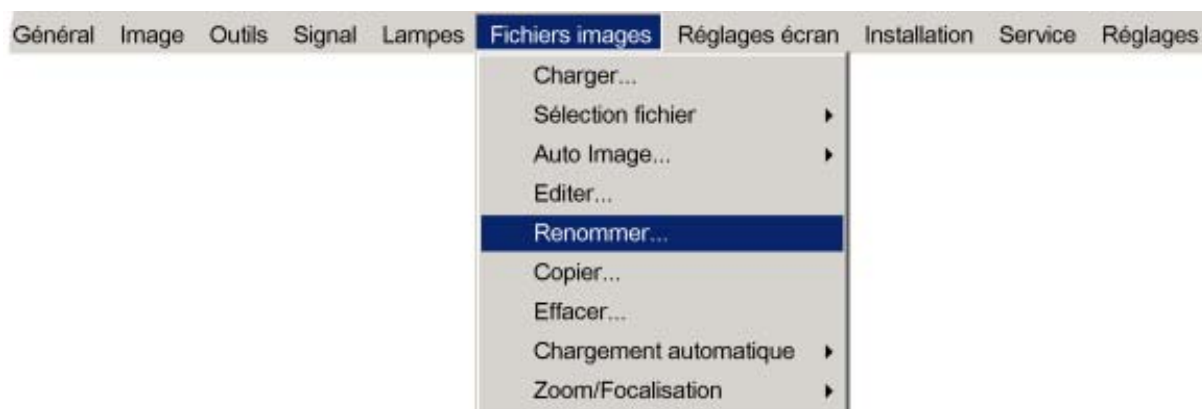 Général Image Outils Signal Lampes Fichiers images Réglages écran Installation Service Réglages
Charger...
Sélection fichier
Auto Image...
Editer...
Renommer...
Copier...
Effacer...
Chargement automatique
Zoom/Focalisation